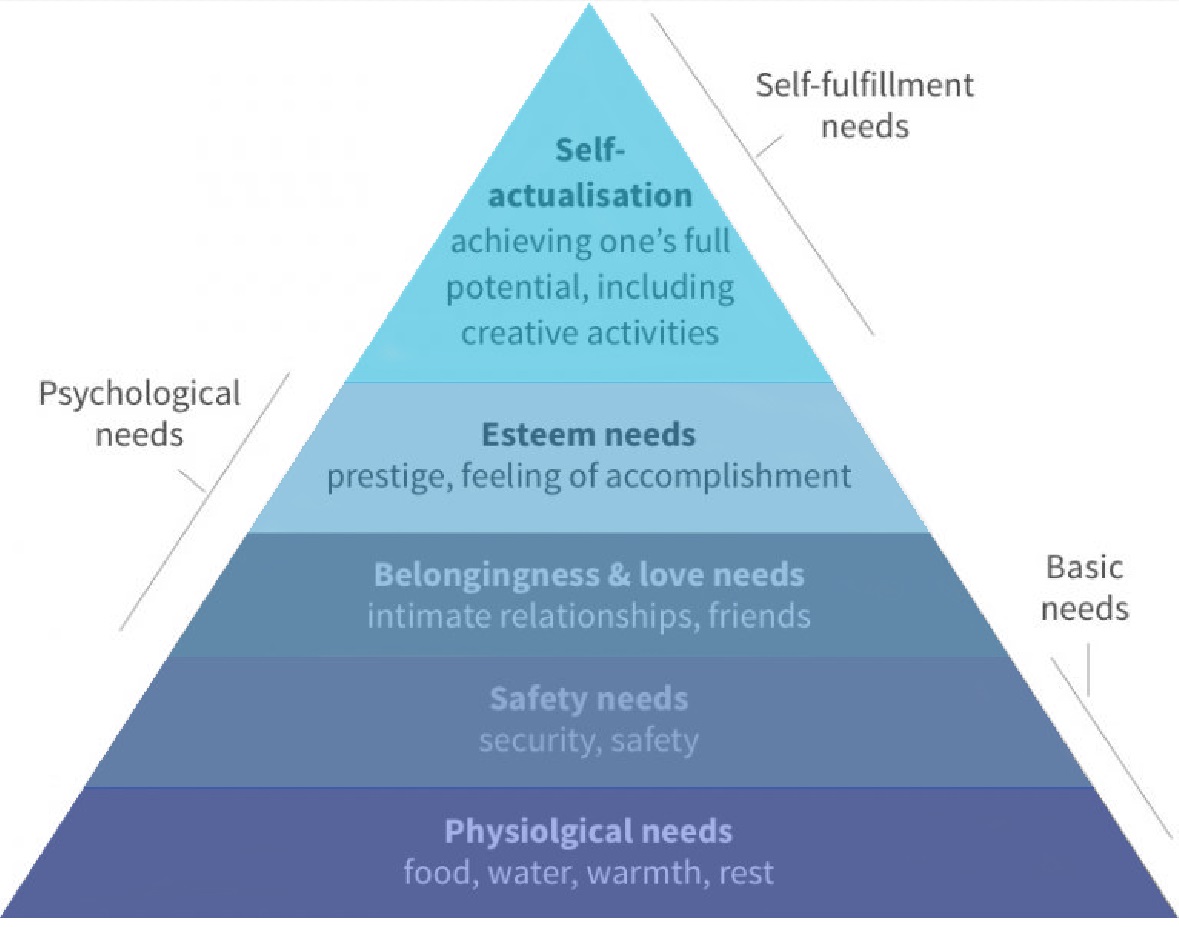 Self-fulfillment
needs
Self-
actualisation
achieving one’s full
potential, including
creative activities
Psychological
needs
Esteem needs
prestige, feeling of accomplishment
Belongingness & love needs
intimate relationships, friends
Basic
needs
Safety needs
security, safety
Physiolgical needs
food, water, warmth, rest